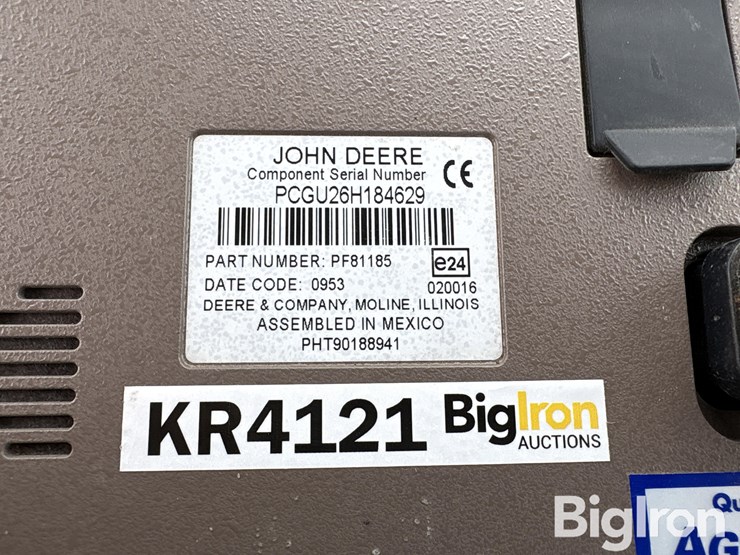 JOHN DEERE
Component Serial Number
CE
PCGU26H184629
PART NUMBER: PF81185
e24
DATE CODE: 0953
020016
DEERE & COMPANY, MOLINE, ILLINOIS
ASSEMBLED IN MEXICO
PHT90188941
KR4121
BigIron
AUCTIONS
BigIron